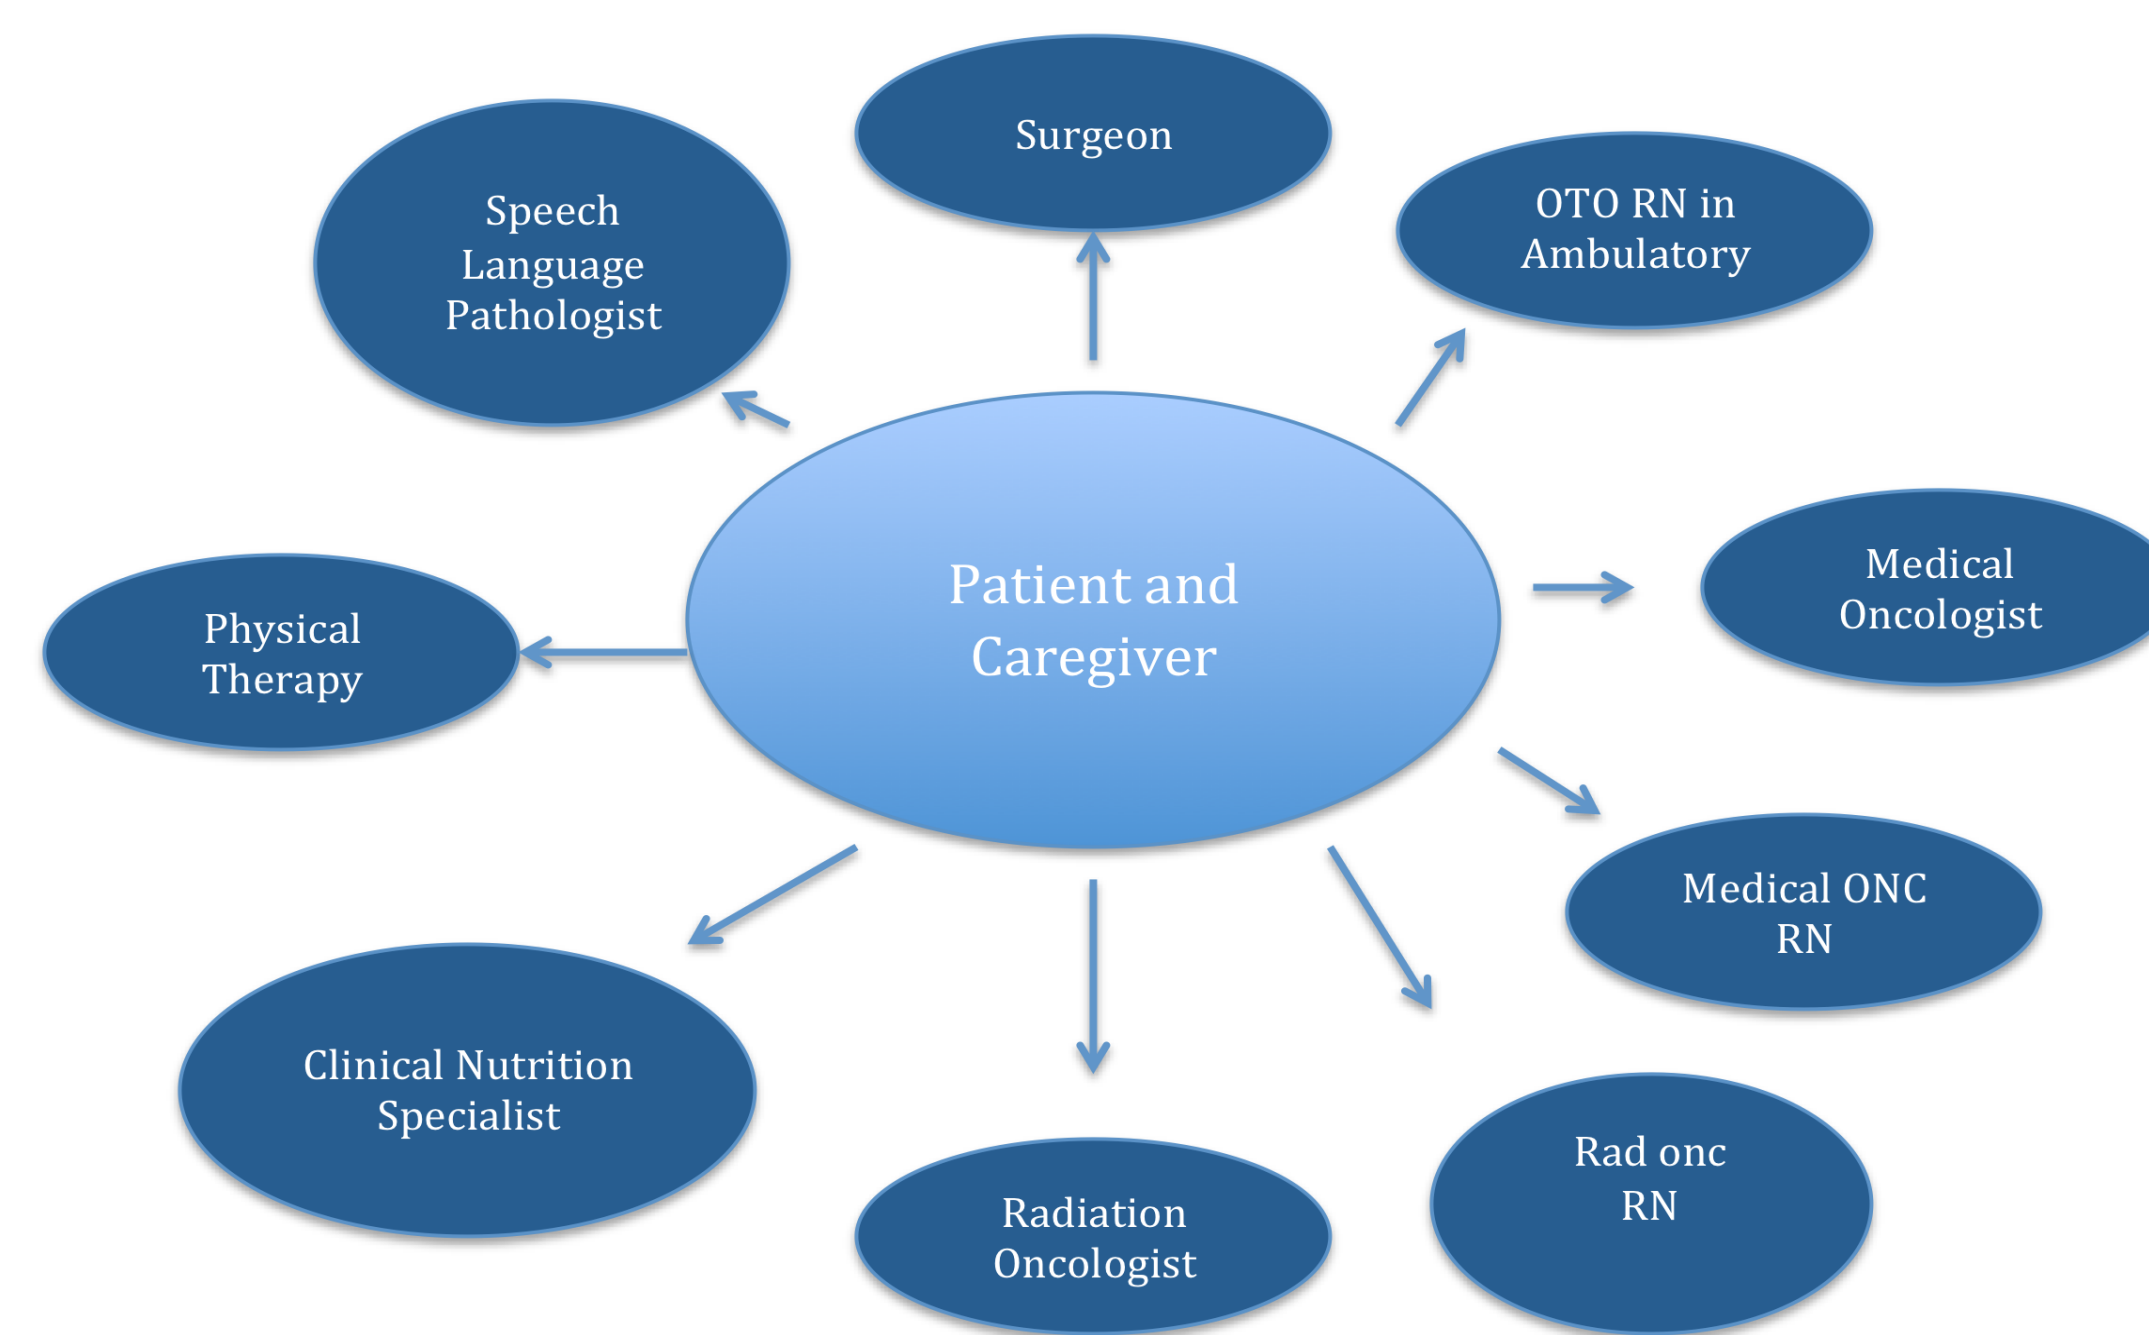 Surgeon
Speech
Language
Pathologist
OTO RN in
Ambulatory
Patient and
Caregiver
Medical
Oncologist
Physical
Therapy
Medical ONC
RN
Clinical Nutrition
Specialist
Rad onc
RN
Radiation
Oncologist